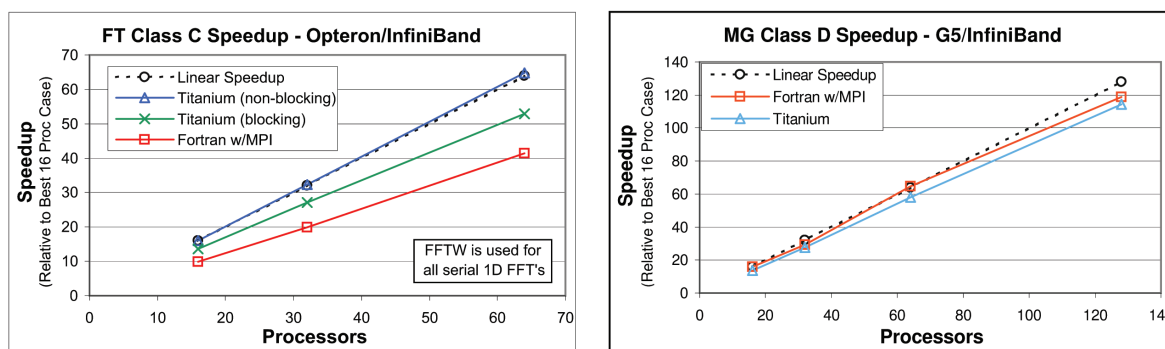 FT Class C Speedup - Opteron/InfiniBand
70
60
50
40
30
20
10
0
Speedup
(Relative to Best 16 Proc Case)
Linear Speedup
Titanium (non-blocking)
Titanium (blocking)
Fortran w/MPI
FFTW is used for
all serial 1D FFT's
0 10 20 30 40 50 60 70
Processors
MG Class D Speedup - G5/InfiniBand
140
120
100
80
60
40
20
0
Speedup
(Relative to Best 16 Proc Case)
Linear Speedup
Fortran w/MPI
Titanium
0 20 40 60 80 100 120 14
Processors